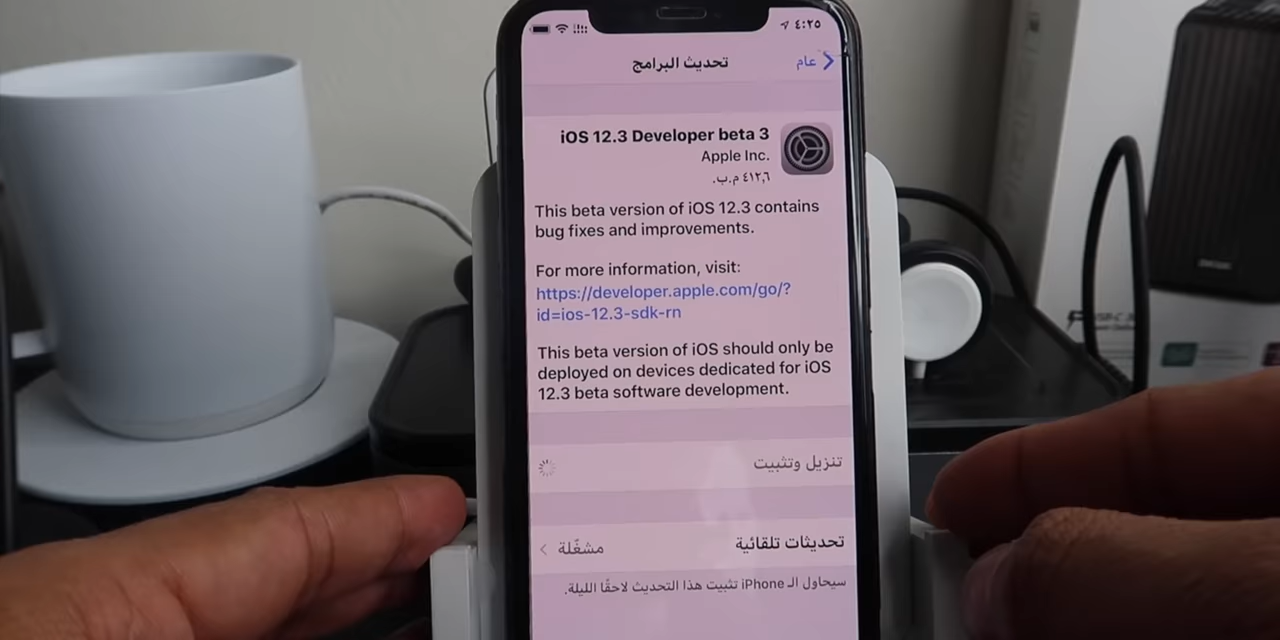 ٤:٢٥
عام
تحديث البرامج
iOS 12.3 Developer beta 3
Apple Inc.
٤١٢٫٦ م.ب.
This beta version of iOS 12.3 contains
bug fixes and improvements.
For more information, visit:
https://developer.apple.com/go/?
id=ios-12.3-sdk-rn
This beta version of iOS should only be
deployed on devices dedicated for iOS
12.3 beta software development.
تنزيل وتثبيت
تحديثات تلقائية
مشغّلة
سيحاول الـ iPhone تثبيت هذا التحديث لاحقًا الليلة.